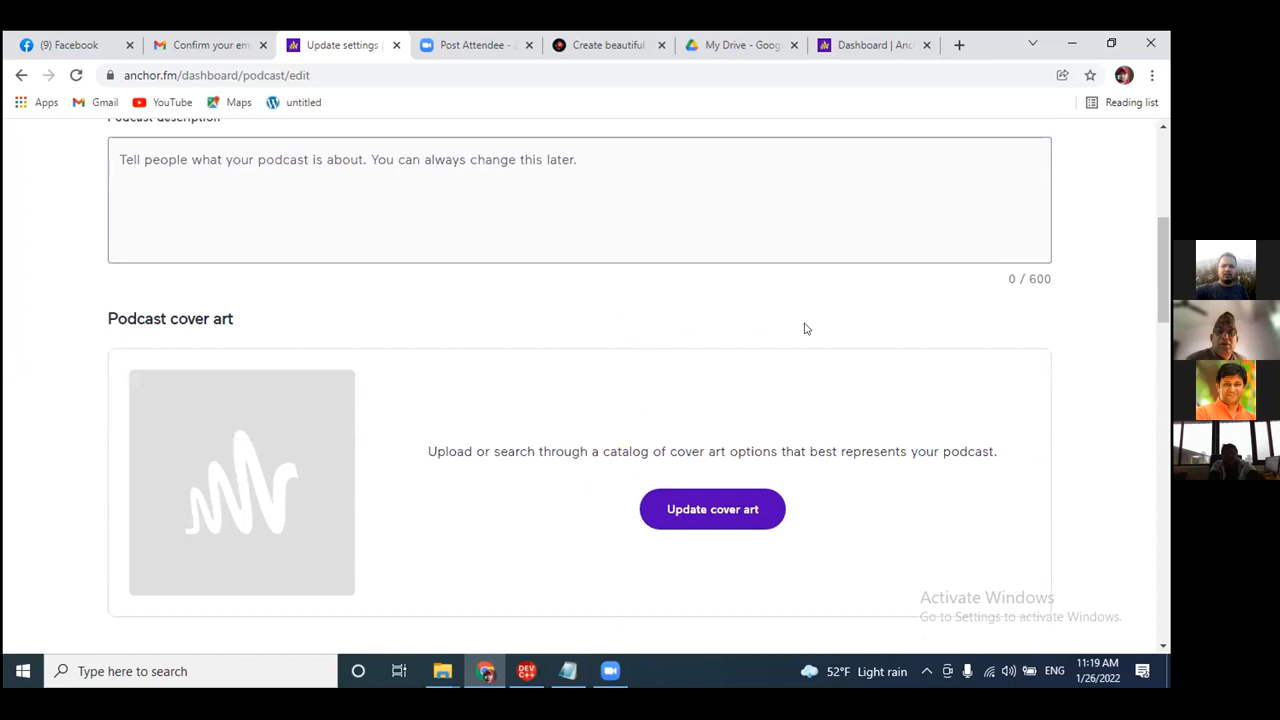 (9) Facebook
Confirm your em
Update settings
Post Attendee -
Create beautiful
My Drive - Goog
Dashboard | Anc
anchor.fm/dashboard/podcast/edit
Apps
Gmail
YouTube
Maps
untitled
Reading list
Podcast description
Tell people what your podcast is about. You can always change this later.
0 / 600
Podcast cover art
Upload or search through a catalog of cover art options that best represents your podcast.
Update cover art
Activate Windows
Go to Settings to activate Windows.
Type here to search
DEV
C++
52°F Light rain
ENG
11:19 AM
1/26/2022